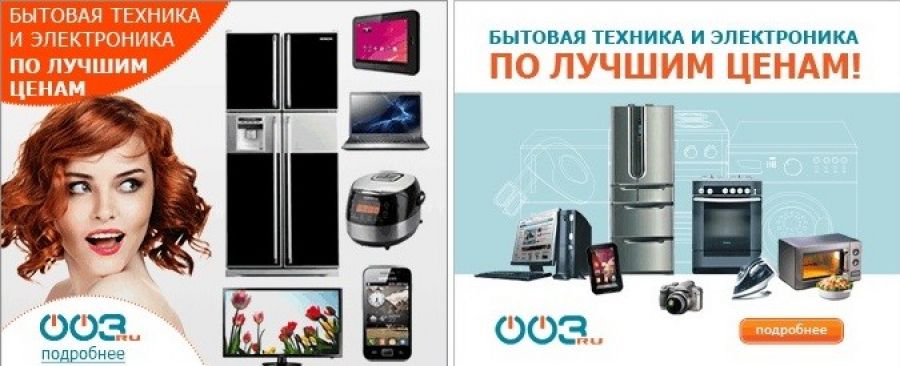 БЫТОВАЯ ТЕХНИКА
И ЭЛЕКТРОНИКА
ПО ЛУЧШИМ
ЦЕНАМ
003.RU
подробнее
БЫТОВАЯ ТЕХНИКА И ЭЛЕКТРОНИКА
ПО ЛУЧШИМ ЦЕНАМ!
003.RU
подробнее